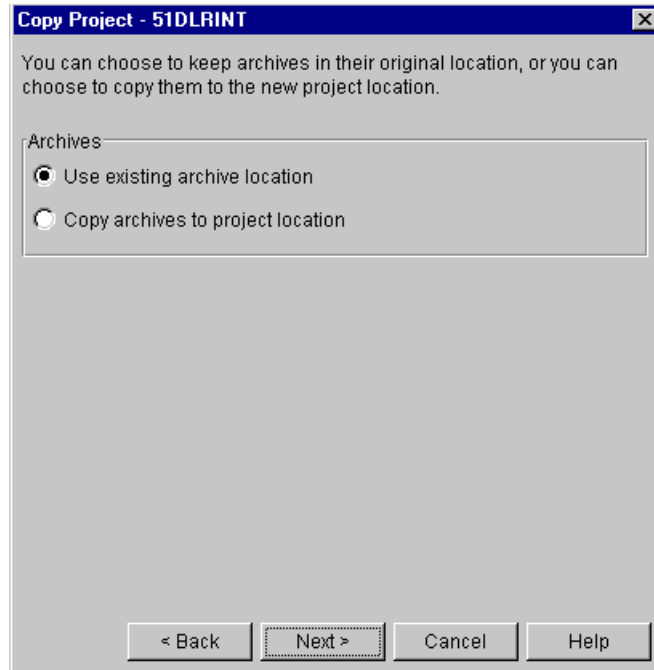 Copy Project - 51DLRINT
You can choose to keep archives in their original location, or you can
choose to copy them to the new project location.
Archives
Use existing archive location
Copy archives to project location
< Back Next > Cancel Help